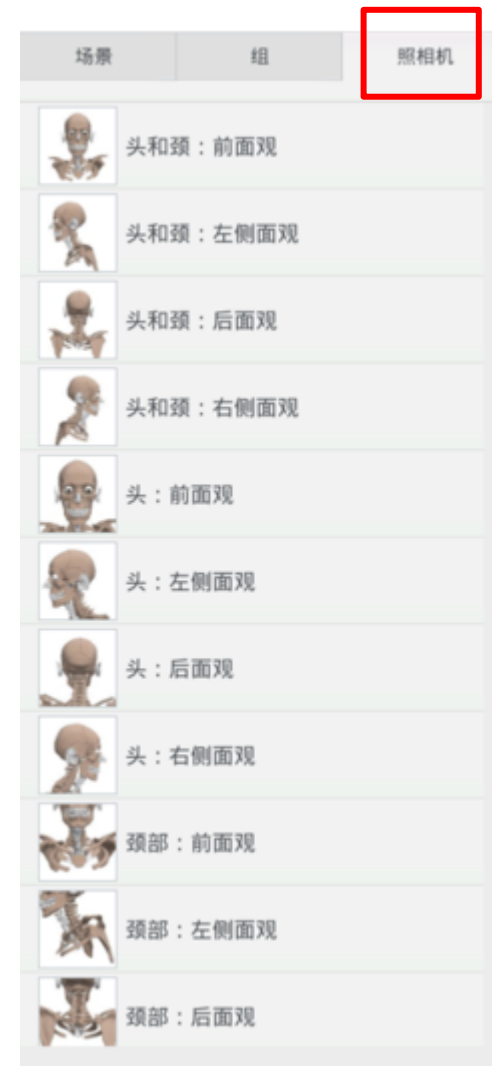 场景
组
照相机
头和颈：前面观
头和颈：左侧面观
头和颈：后面观
头和颈：右侧面观
头：前面观
头：左侧面观
头：后面观
头：右侧面观
颈部：前面观
颈部：左侧面观
颈部：后面观